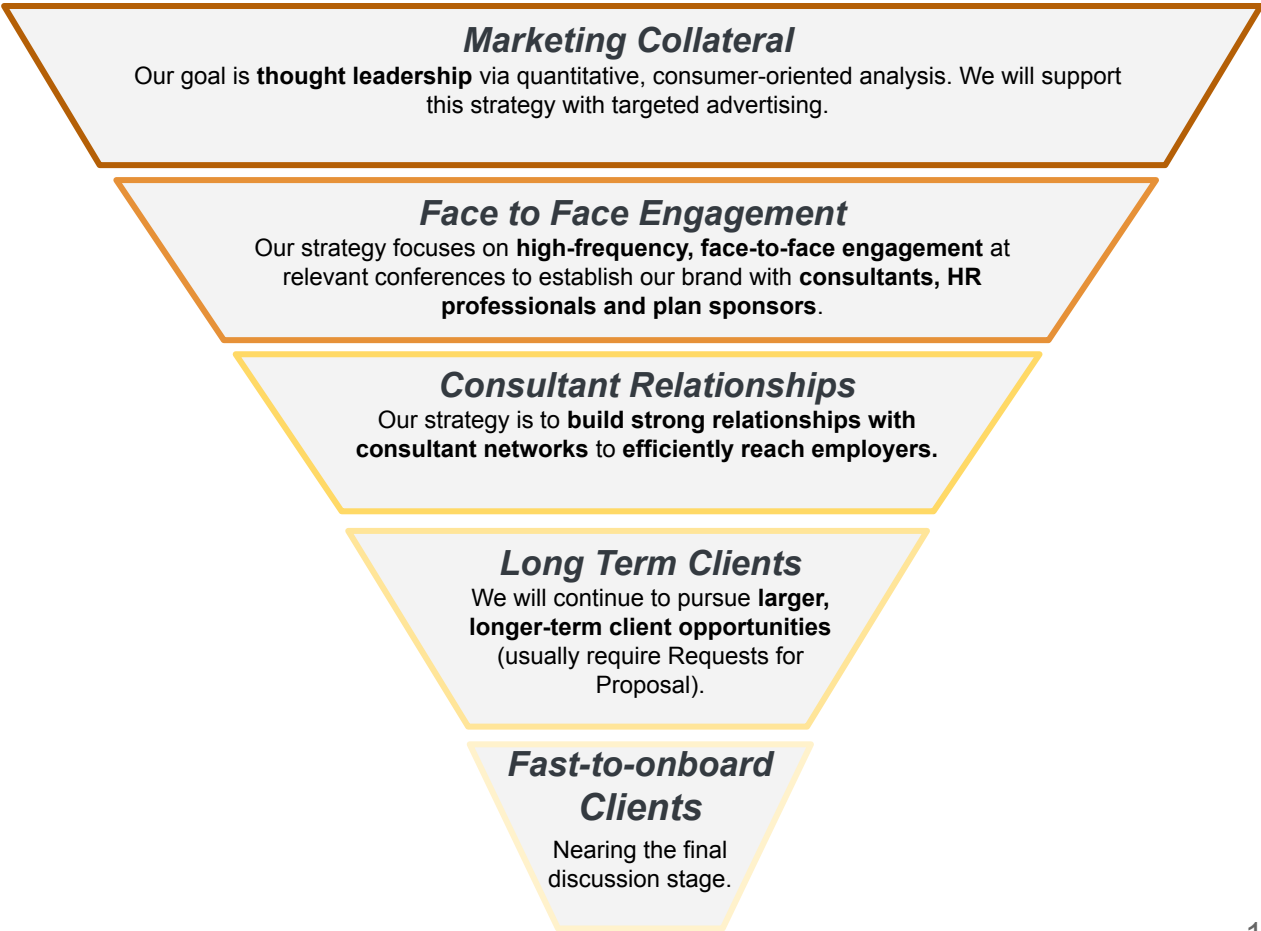 Marketing Collateral
Our goal is thought leadership via quantitative, consumer-oriented analysis. We will support
this strategy with targeted advertising.
Face to Face Engagement
Our strategy focuses on high-frequency, face-to-face engagement at
relevant conferences to establish our brand with consultants, HR
professionals and plan sponsors.
Consultant Relationships
Our strategy is to build strong relationships with
consultant networks to efficiently reach employers.
Long Term Clients
We will continue to pursue larger,
longer-term client opportunities
(usually require Requests for
Proposal).
Fast-to-onboard
Clients
Nearing the final
discussion stage.